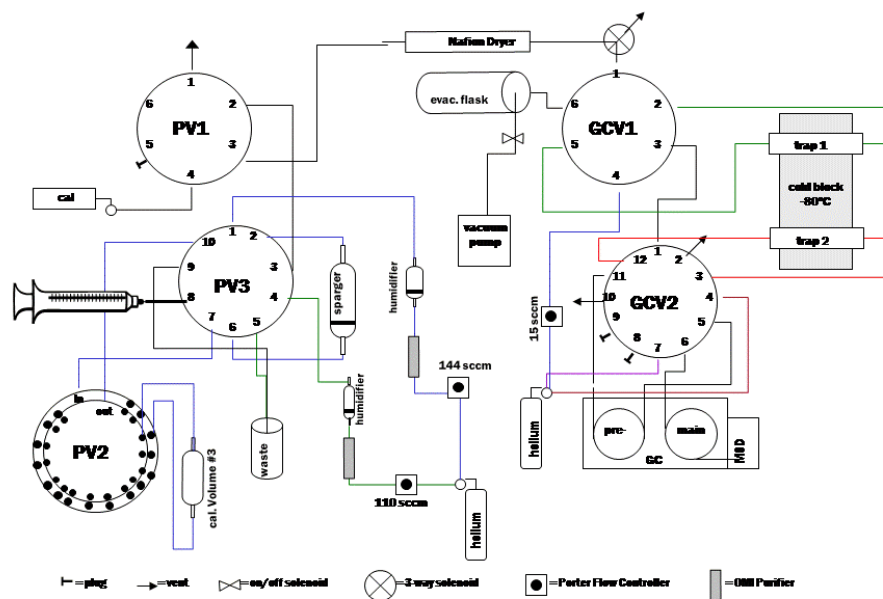 Nafion Dryer
1
6
2
PV1
5
3
4
cal
evac. flask
1
6
2
GCV1
5
3
4
trap 1
cold block
-80°C
trap 2
vacuum
pump
1
10
2
9
3
PV3
8
4
7
6
5
sparger
humidifier
humidifier
144 sccm
110 sccm
15 sccm
1
12
2
11
3
10
GCV2
4
9
5
8
7
6
in
out
PV2
cal. Volume #3
waste
helium
helium
pre-
main
GC
MSD
=plug
=vent
=on/off solenoid
=3-way solenoid
=Porter Flow Controller
=OMI Purifier